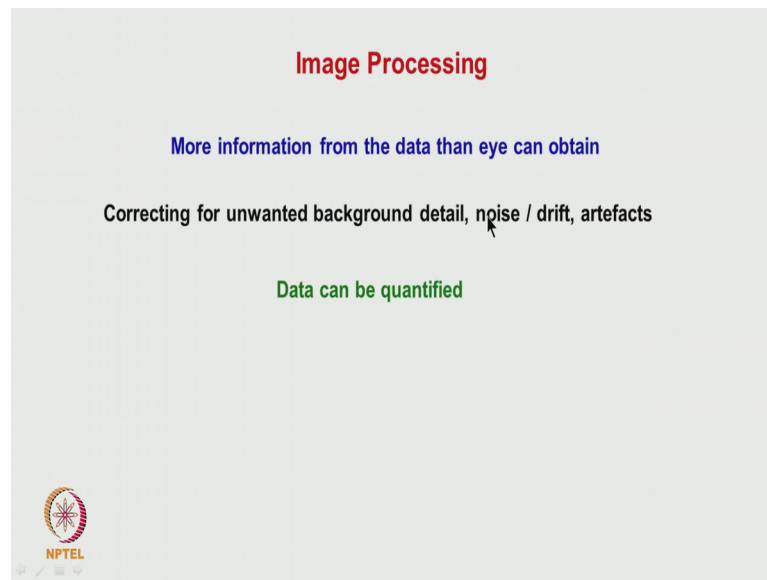 Image Processing
More information from the data than eye can obtain
Correcting for unwanted background detail, noise / drift, artefacts
Data can be quantified
NPTEL